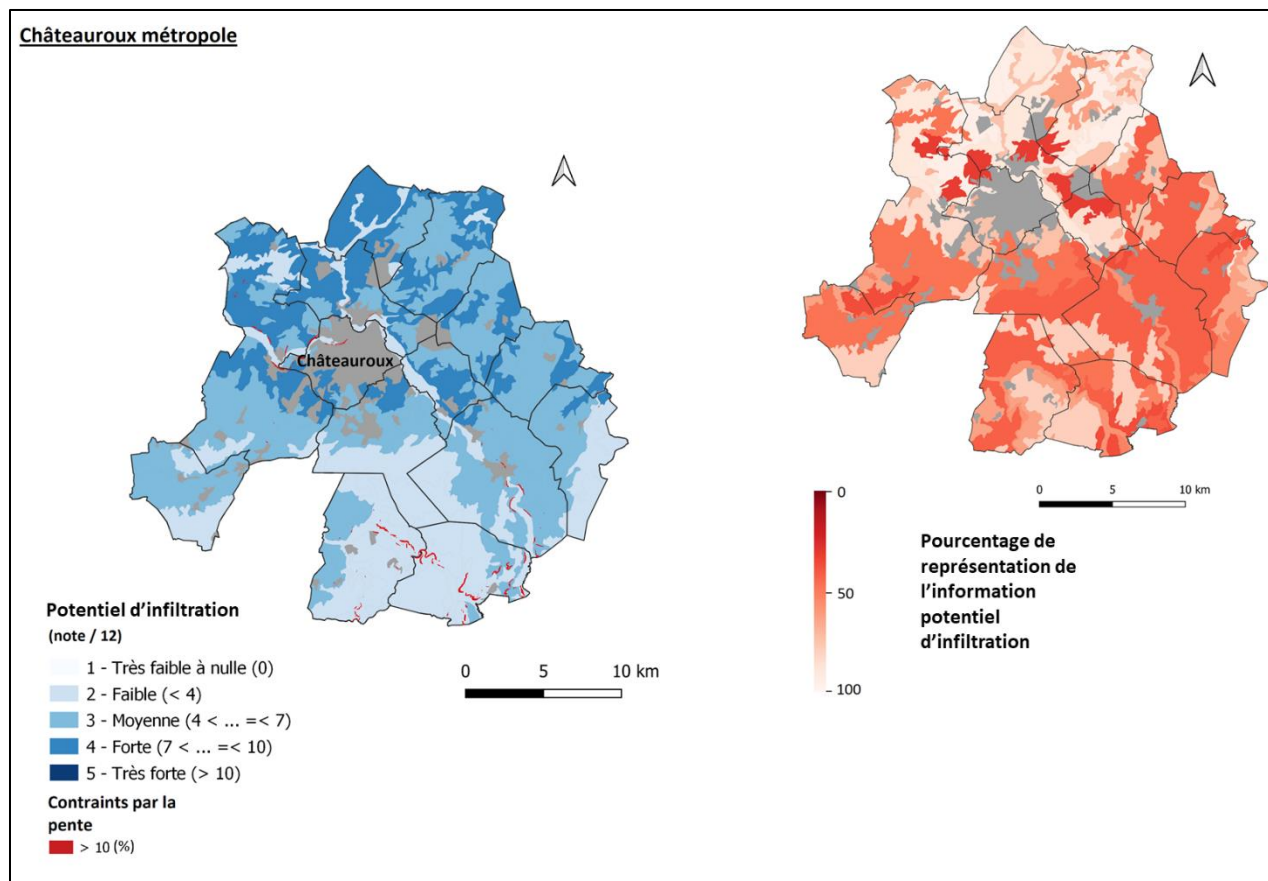 Châteauroux métropole
Châteauroux
Potentiel d'infiltration
(note / 12)
1 - Très faible à nulle (0)
2 - Faible (< 4)
3 - Moyenne (4 < ... =< 7)
4 - Forte (7 < ... =< 10)
5 - Très forte (> 10)
Contraints par la
pente
> 10 (%)
0 5 10 km
0
50
100
0 5 10 km
Pourcentage de
représentation de
l'information
potentiel
d'infiltration